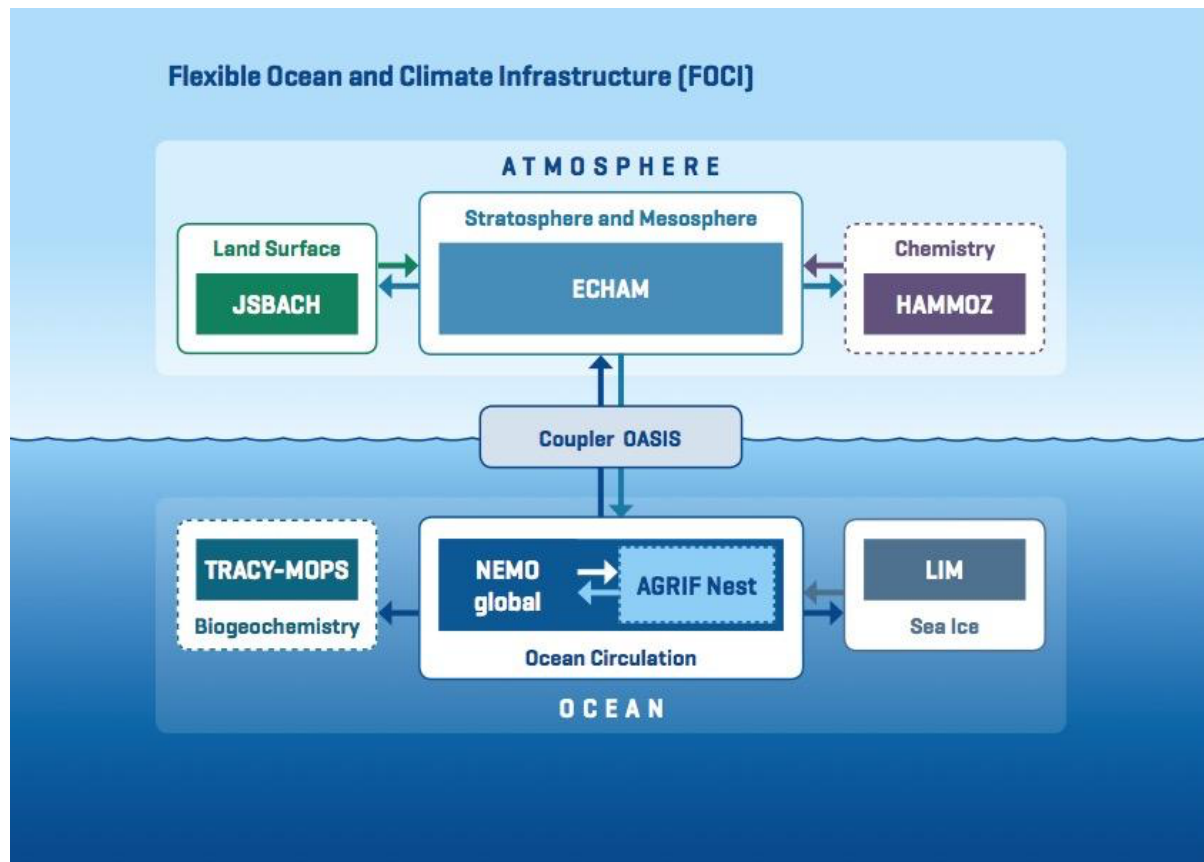 Flexible Ocean and Climate Infrastructure (FOCI)
ATMOSPHERE
Stratosphere and Mesosphere
Land Surface
Chemistry
ECHAM
JSBACH
HAMMOZ
Coupler OASIS
TRACY-MOPS
NEMO
global
AGRIF Nest
LIM
Biogeochemistry
Sea Ice
Ocean Circulation
OCEAN